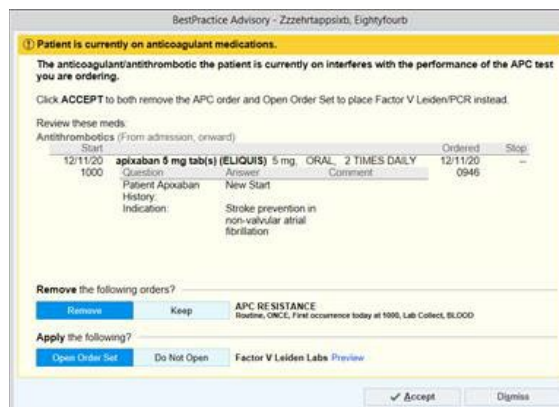 BestPractice Advisory - Zzzehrtappsixb, Eightyfourb
Patient is currently on anticoagulant medications.
The anticoagulant/antithrombotic the patient is currently on interferes with the performance of the APC test
you are ordering.
Click ACCEPT to both remove the APC order and Open Order Set to place Factor V Leiden/PCR instead.
Review these meds:
Antithrombotics (From admission, onward)
Start Ordered Stop
12/11/20 apixaban 5 mg tab(s) (ELIQUIS) 5 mg, ORAL, 2 TIMES DAILY 12/11/20 --
1000 Question Answer Comment 0946
Patient Apixaban New Start
History:
Indication: Stroke prevention in
non-valvular atrial
fibrillation
Remove the following orders?
Remove Keep APC RESISTANCE
Routine, ONCE, First occurrence today at 1000, Lab Collect, BLOOD
Apply the following?
Open Order Set Do Not Open Factor V Leiden Labs Preview
Accept Dismiss